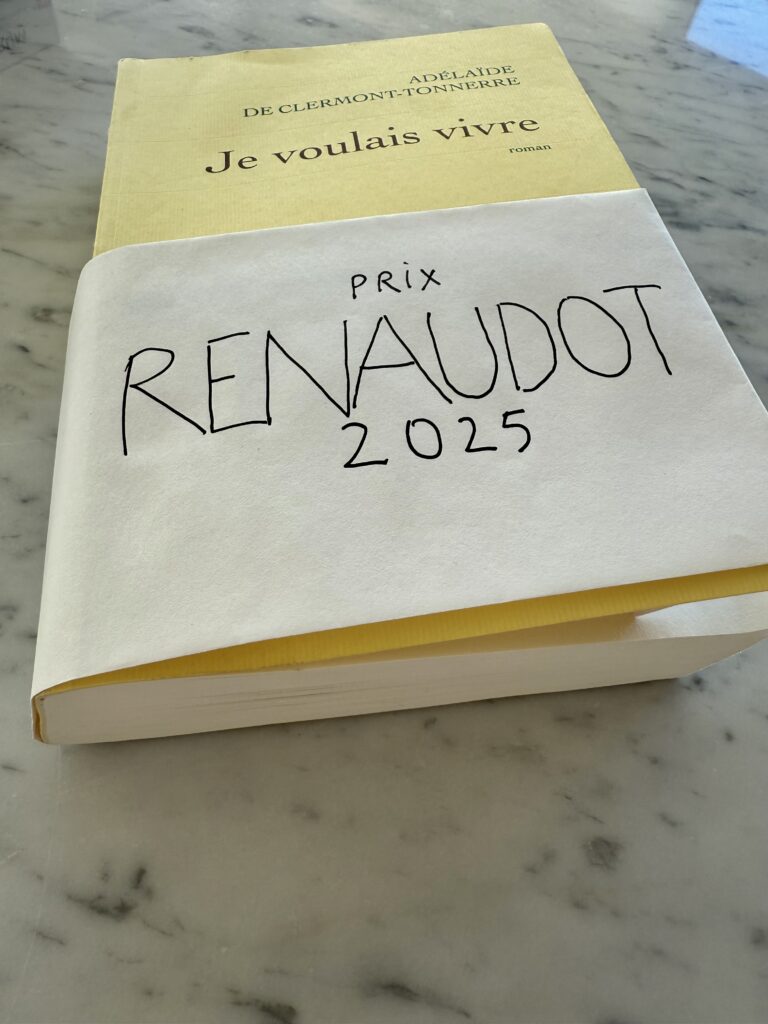 ADÉLAÏDE
DE CLERMONT-TONNERRE
Je voulais vivre
roman
PRiX
RENAUDOT
2025